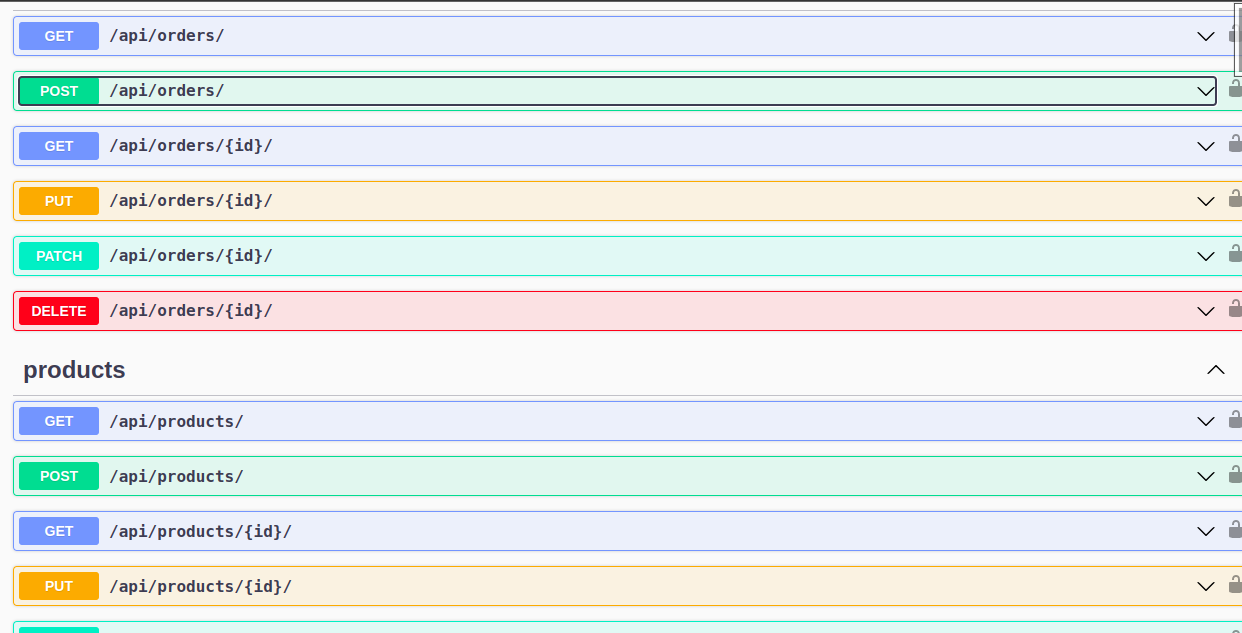 GET /api/orders/
POST /api/orders/
GET /api/orders/{id}/
PUT /api/orders/{id}/
PATCH /api/orders/{id}/
DELETE /api/orders/{id}/
products
GET /api/products/
POST /api/products/
GET /api/products/{id}/
PUT /api/products/{id}/